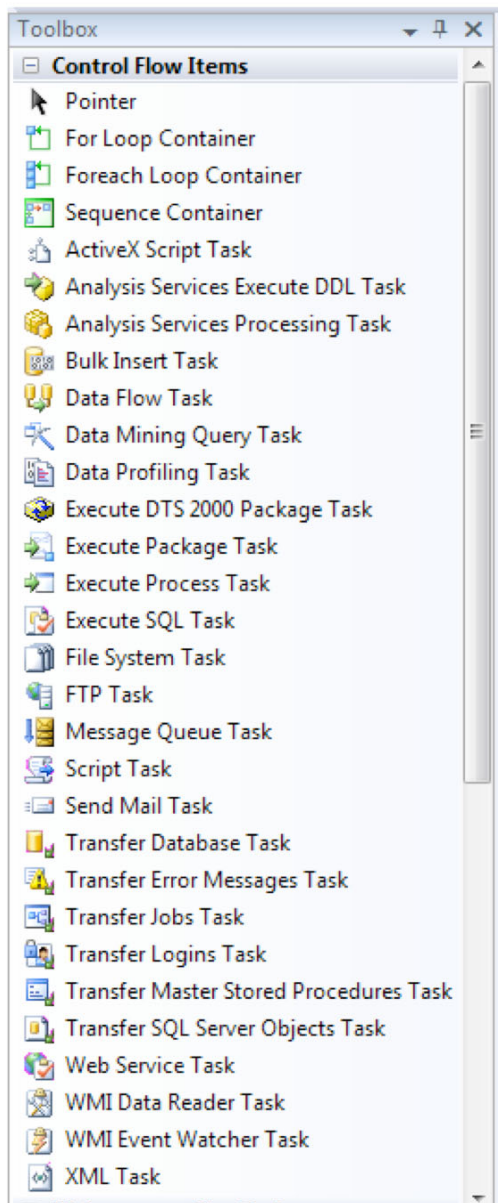 Toolbox
Control Flow Items
Pointer
For Loop Container
Foreach Loop Container
Sequence Container
ActiveX Script Task
Analysis Services Execute DDL Task
Analysis Services Processing Task
Bulk Insert Task
Data Flow Task
Data Mining Query Task
Data Profiling Task
Execute DTS 2000 Package Task
Execute Package Task
Execute Process Task
Execute SQL Task
File System Task
FTP Task
Message Queue Task
Script Task
Send Mail Task
Transfer Database Task
Transfer Error Messages Task
Transfer Jobs Task
Transfer Logins Task
Transfer Master Stored Procedures Task
Transfer SQL Server Objects Task
Web Service Task
WMI Data Reader Task
WMI Event Watcher Task
XML Task